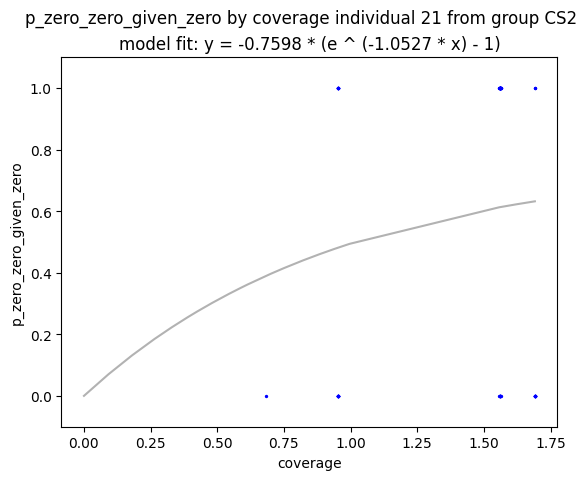 p_zero_zero_given_zero by coverage individual 21 from group CS2
model fit: y = -0.7598 * (e ^ (-1.0527 * x) - 1)
1.0
0.8
0.6
0.4
0.2
0.0
p_zero_zero_given_zero
0.00 0.25 0.50 0.75 1.00 1.25 1.50 1.75
coverage